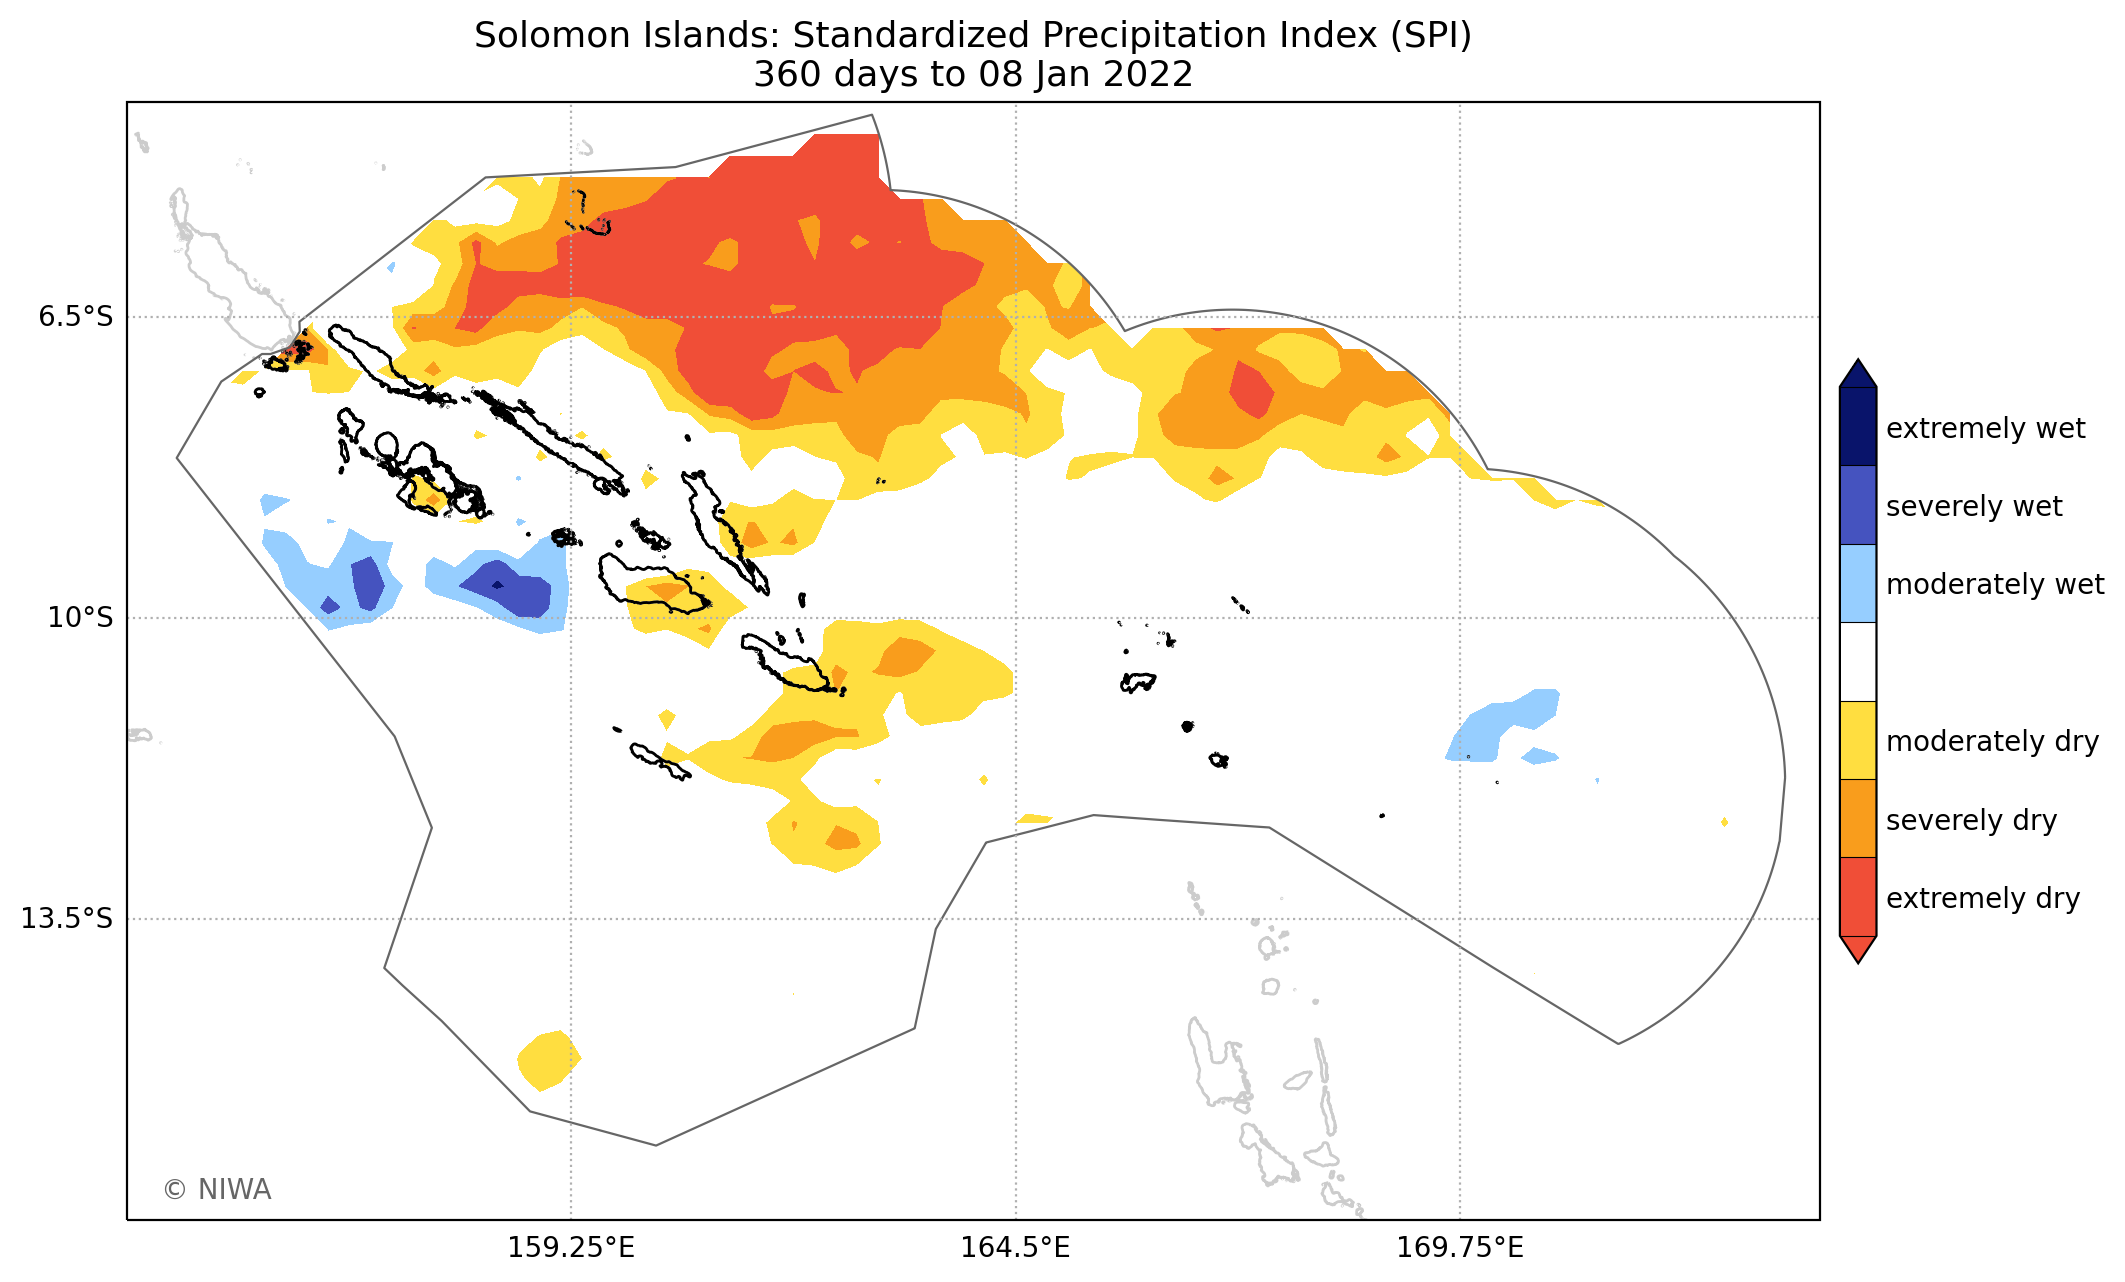 Solomon Islands: Standardized Precipitation Index (SPI)
360 days to 08 Jan 2022
6.5°S
10°S
13.5°S
159.25°E
164.5°E
169.75°E
extremely wet
severely wet
moderately wet
moderately dry
severely dry
extremely dry
© NIWA